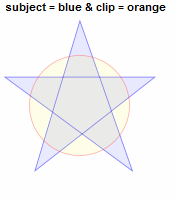 subject = blue & clip = orange